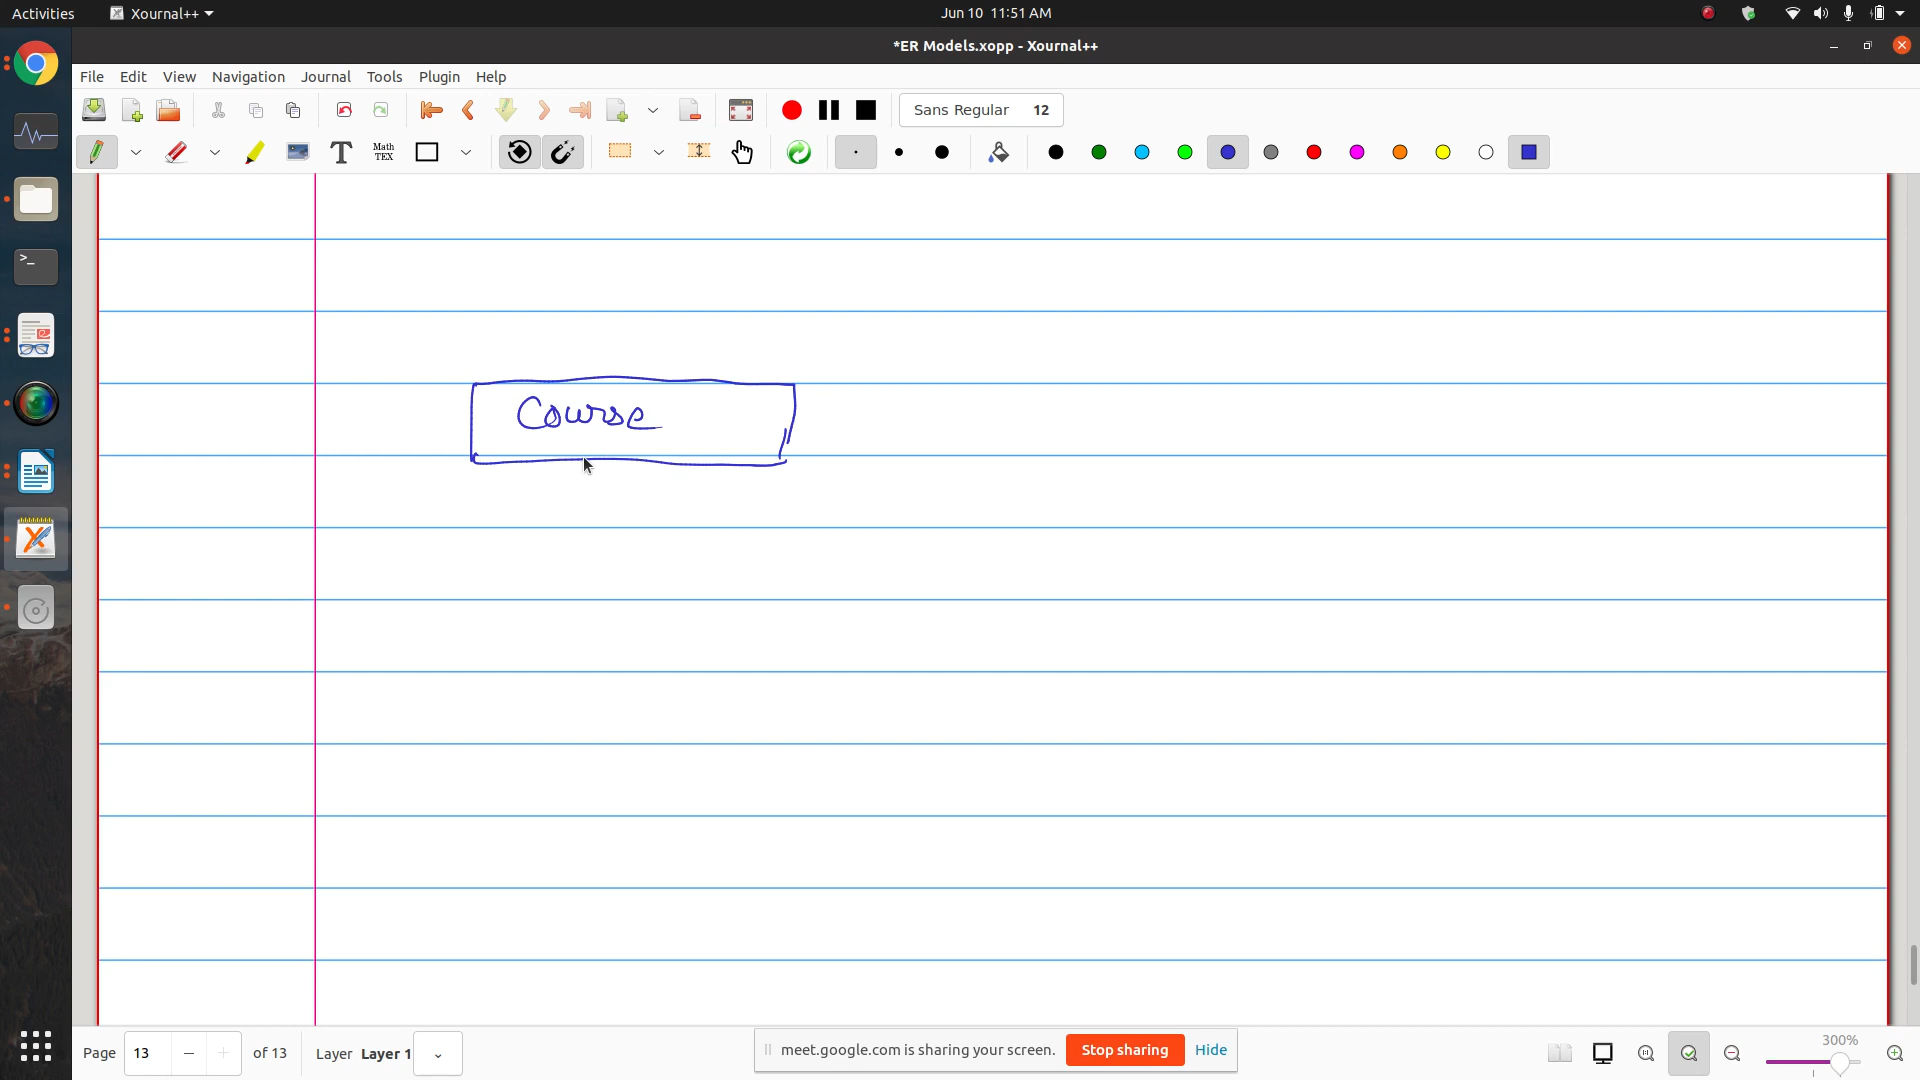 Activities Xournal++ Jun 10 11:51 AM
*ER Models.xopp - Xournal++
File Edit View Navigation Journal Tools Plugin Help
Sans Regular 12
T Math TEX
Course
Page 13 of 13 Layer Layer 1 meet.google.com is sharing your screen. Stop sharing Hide 300%